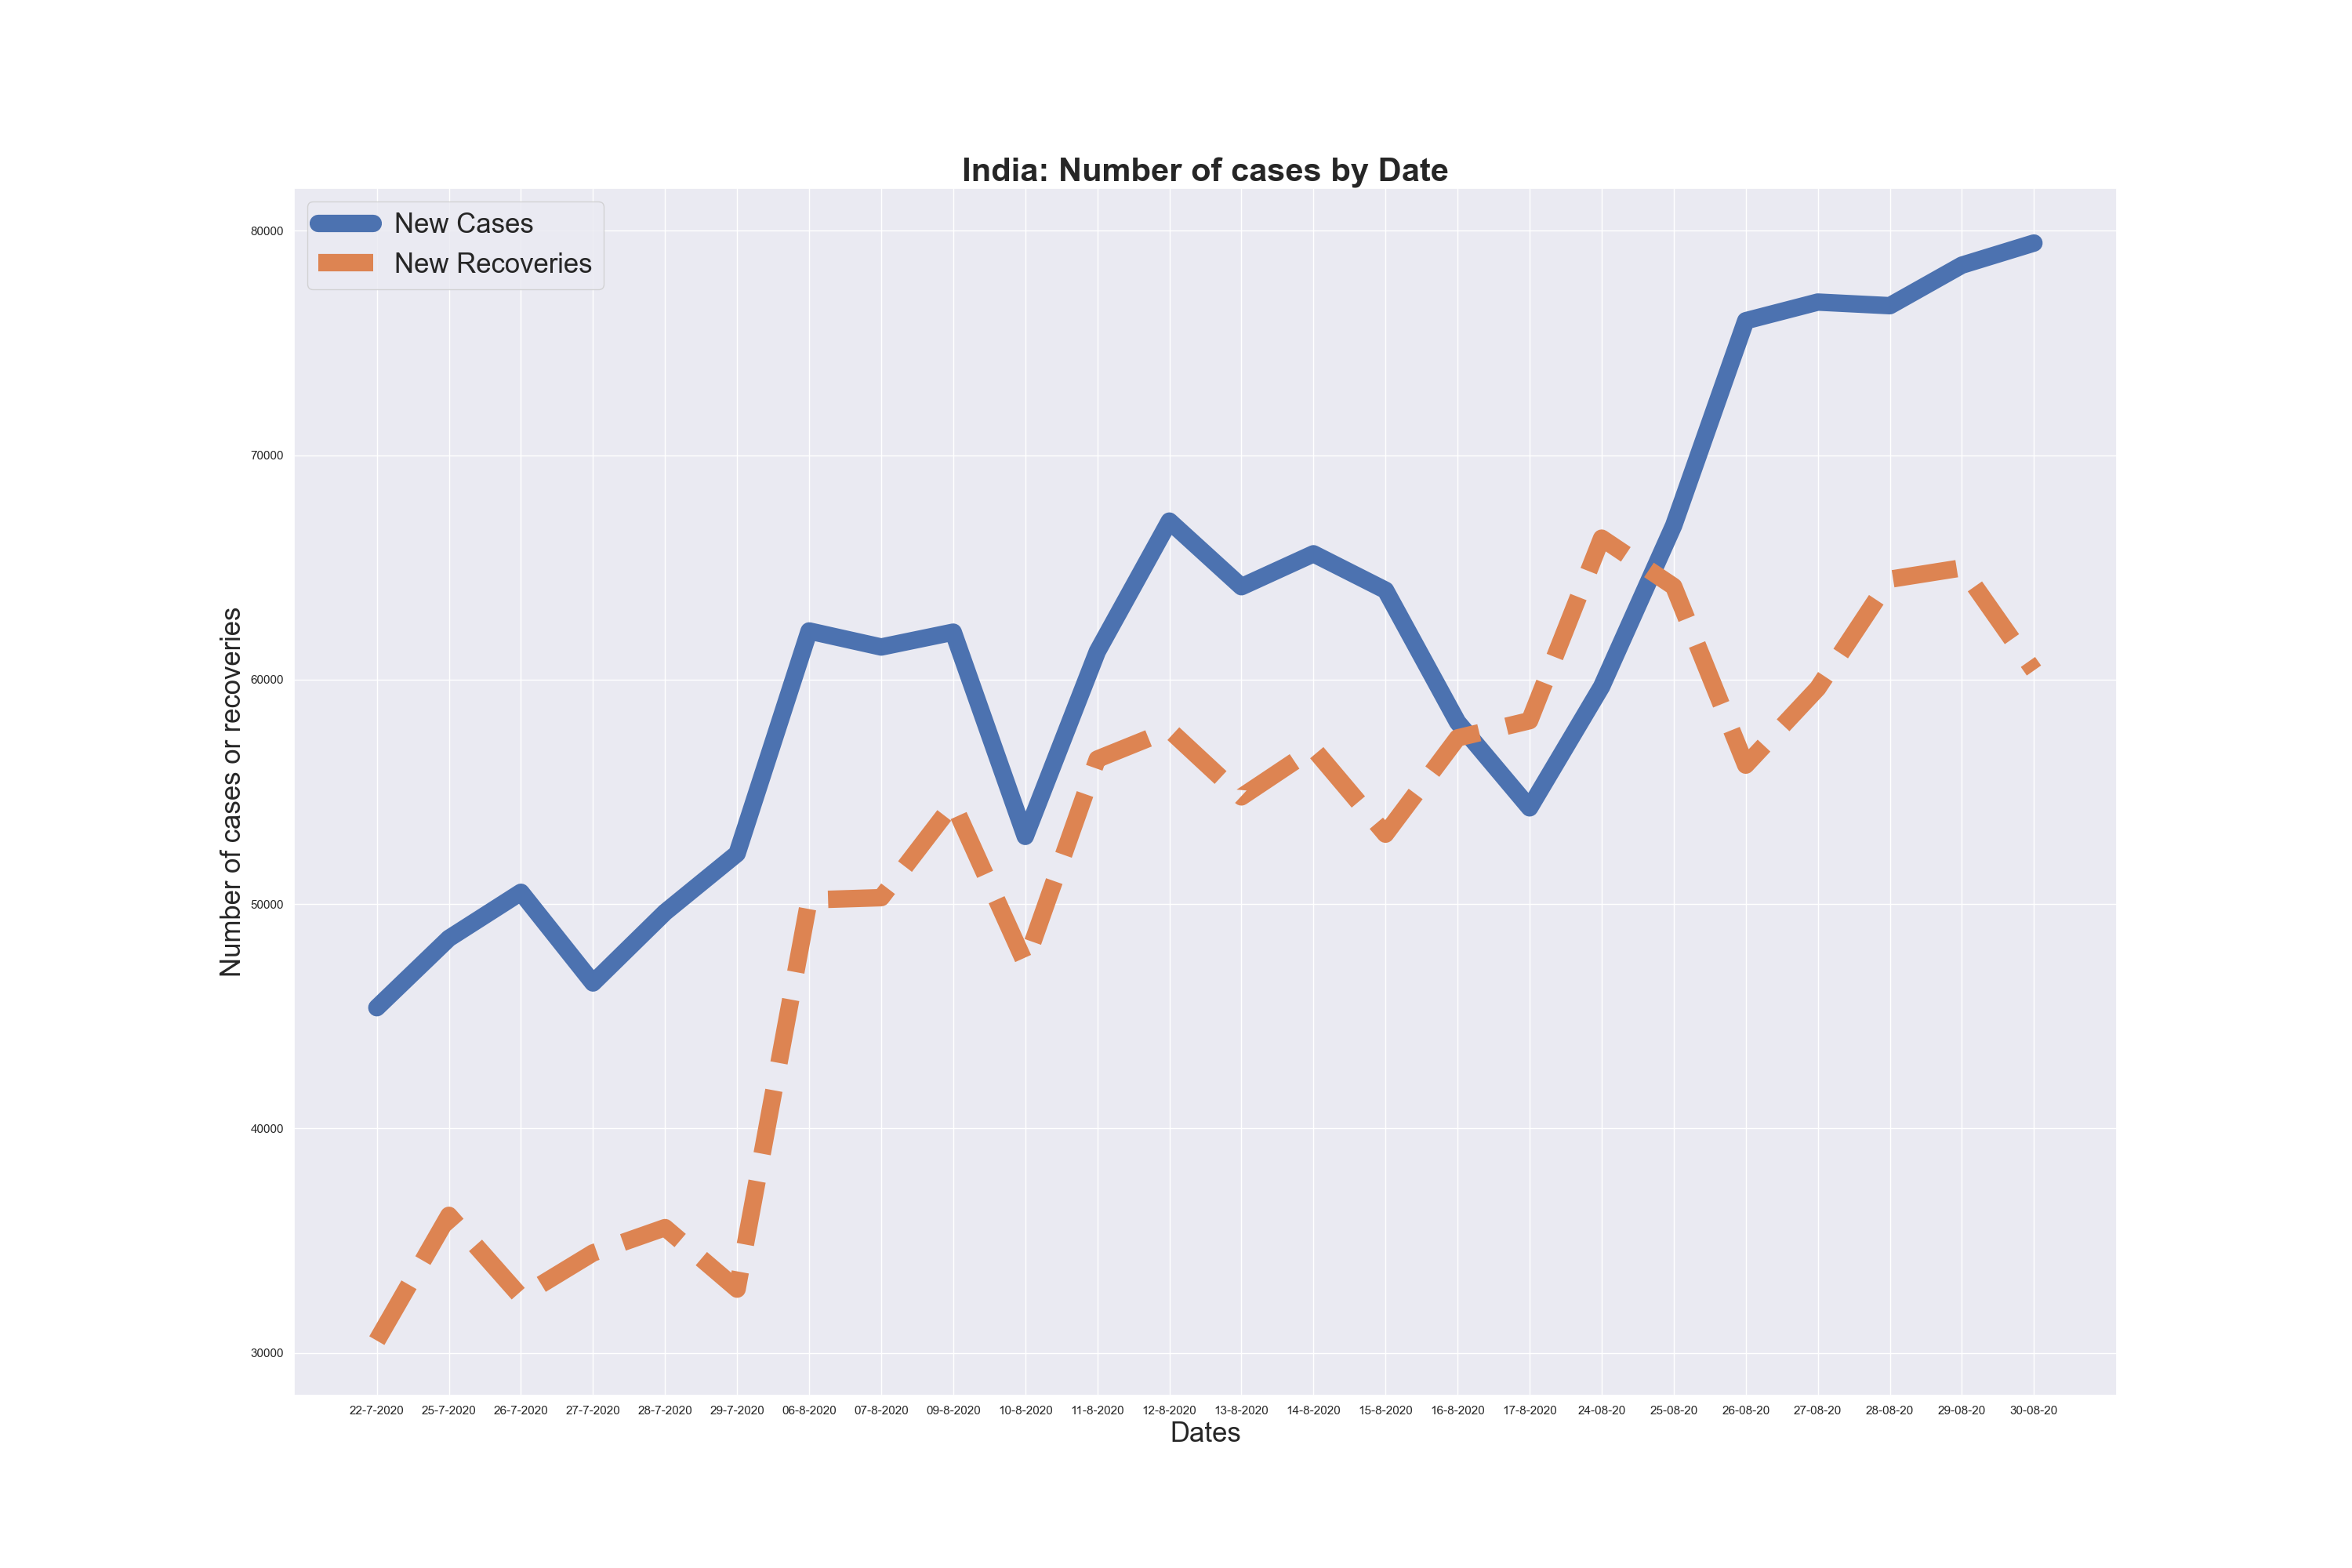 India: Number of cases by Date
New Cases
New Recoveries
Number of cases or recoveries
80000
70000
60000
50000
40000
30000
22-7-2020 25-7-2020 26-7-2020 27-7-2020 28-7-2020 29-7-2020 06-8-2020 07-8-2020 09-8-2020 10-8-2020 11-8-2020 12-8-2020 13-8-2020 14-8-2020 15-8-2020 16-8-2020 17-8-2020 24-08-20 25-08-20 26-08-20 27-08-20 28-08-20 29-08-20 30-08-20
Dates